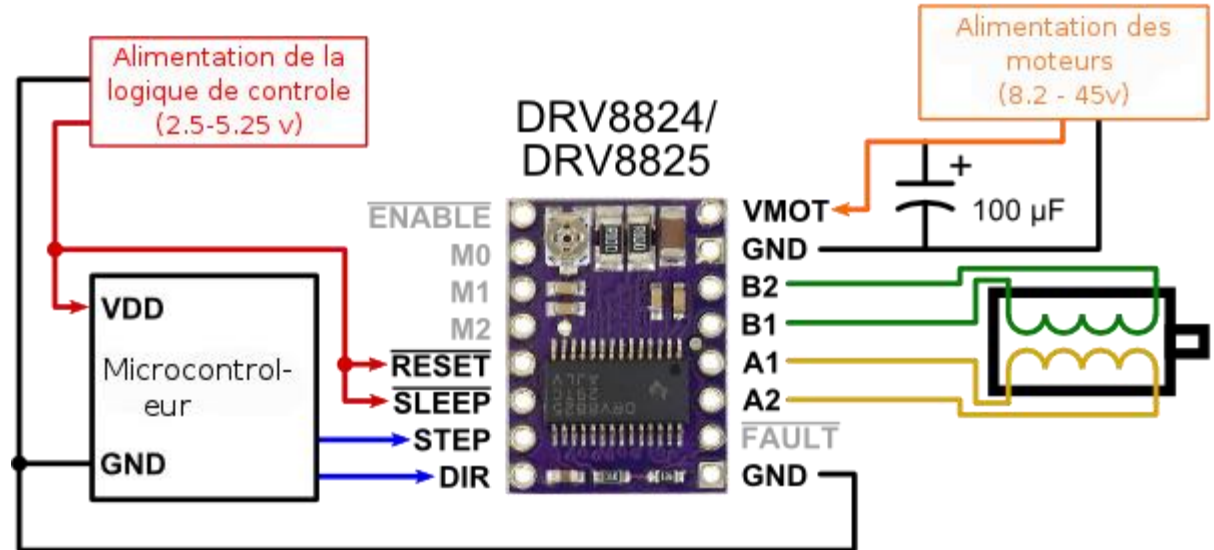 Alimentation de la
logique de controle
(2.5-5.25 v)
Alimentation des
moteurs
(8.2 - 45v)
DRV8824/
DRV8825
+
100 µF
ENABLE
M0
M1
M2
RESET
SLEEP
STEP
DIR
VMOT
GND
B2
B1
A1
A2
FAULT
GND
VDD
Microcontrol-
eur
GND
DRV8825